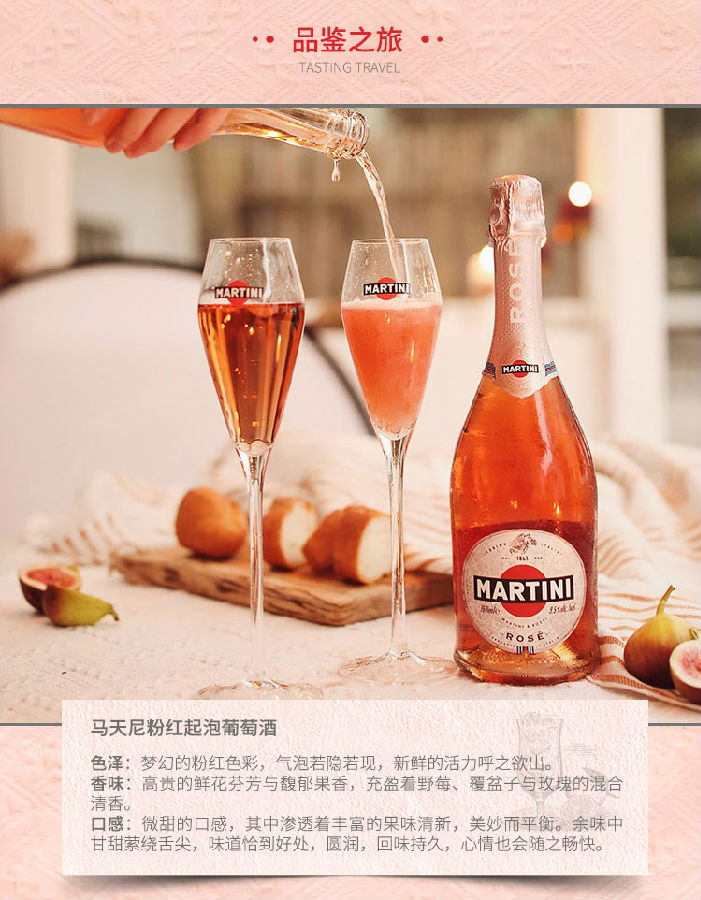 品鉴之旅
TASTING TRAVEL
MARTINI
MARTINI
ROSÉ
MARTINI
1863
MARTINI
750ml℮
MARTINI & ROSSI
ROSÉ
马天尼粉红起泡葡萄酒
色泽：梦幻的粉红色彩，气泡若隐若现，新鲜的活力呼之欲出。
香味：高贵的鲜花芬芳与馥郁果香，充盈着野莓、覆盆子与玫瑰的混合
清香。
口感：微甜的口感，其中渗透着丰富的果味清新，美妙而平衡。余味中
甘甜萦绕舌尖，味道恰到好处，圆润，回味持久，心情也会随之畅快。